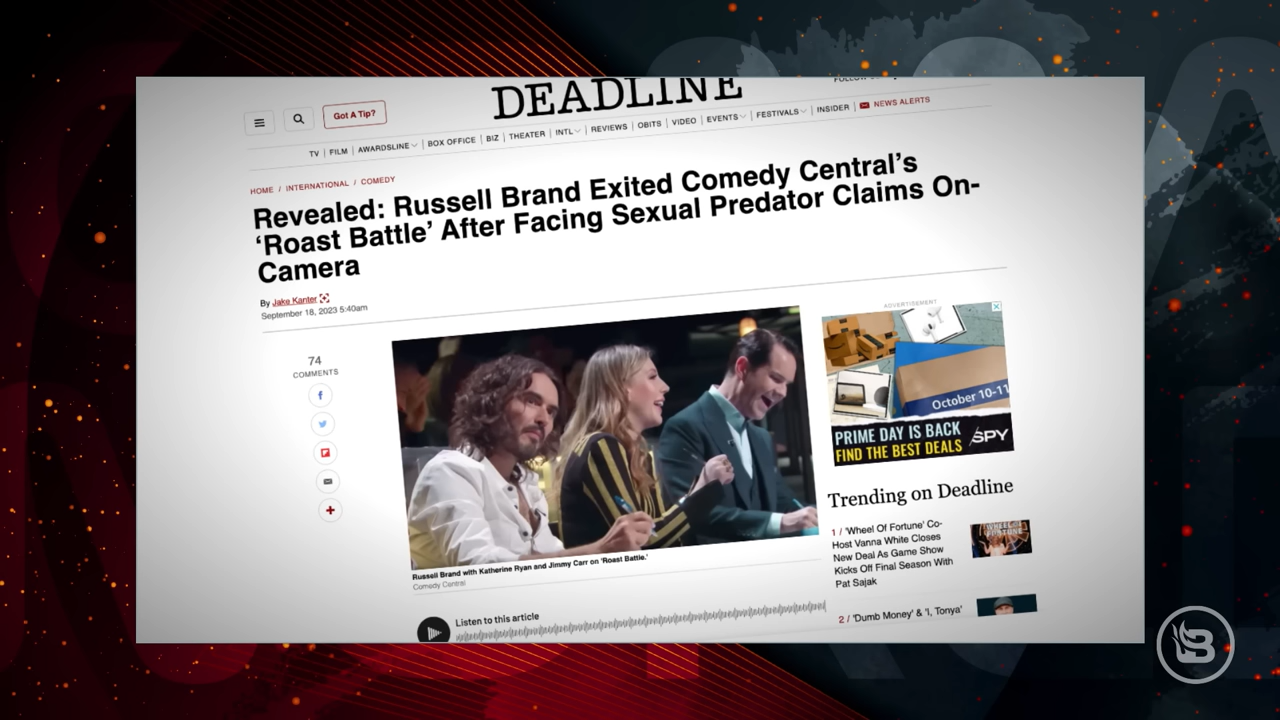 DEADLINE
Got A Tip?
TV | FILM | AWARDSLINE | BOX OFFICE | BIZ | THEATER | INTL | REVIEWS | OBITS | VIDEO | EVENTS | FESTIVALS | INSIDER | NEWS ALERTS
HOME / INTERNATIONAL / COMEDY
Revealed: Russell Brand Exited Comedy Central's
'Roast Battle' After Facing Sexual Predator Claims On-
Camera
By Jake Kanter
September 18, 2023 5:40am
74
COMMENTS
Russell Brand with Katherine Ryan and Jimmy Carr on 'Roast Battle.'
Comedy Central
Listen to this article
ADVERTISEMENT
October 10-11
PRIME DAY IS BACK
FIND THE BEST DEALS
SPY
Trending on Deadline
1 / 'Wheel Of Fortune' Co-
Host Vanna White Closes
New Deal As Game Show
Kicks Off Final Season With
Pat Sajak
WHEEL OF
FORTUNE
2 / 'Dumb Money' & 'I, Tonya'
B